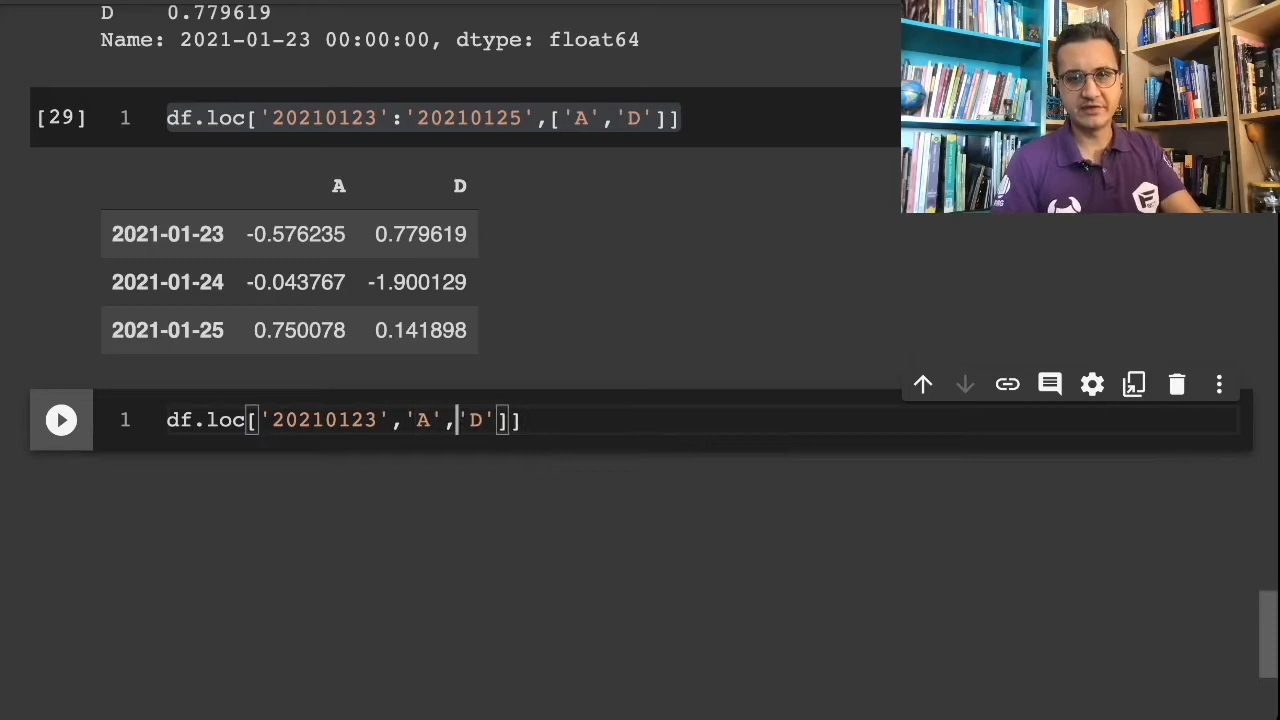 D 0.779619
Name: 2021-01-23 00:00:00, dtype: float64
[29] 1 df.loc['20210123':'20210125',['A','D']]
A D
2021-01-23 -0.576235 0.779619
2021-01-24 -0.043767 -1.900129
2021-01-25 0.750078 0.141898
1 df.loc['20210123','A','D']]